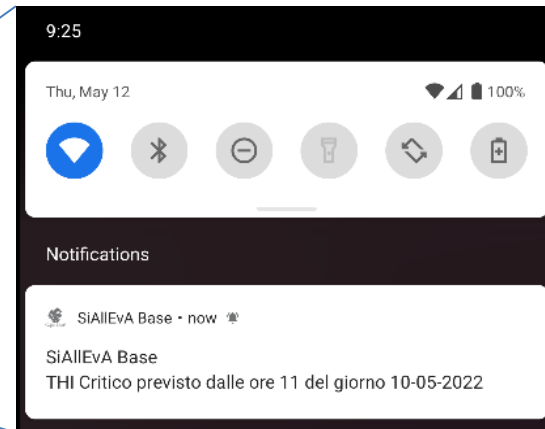 9:25
Thu, May 12 100%
Notifications
SiAllEvA Base • now
SiAllEvA Base
THI Critico previsto dalle ore 11 del giorno 10-05-2022